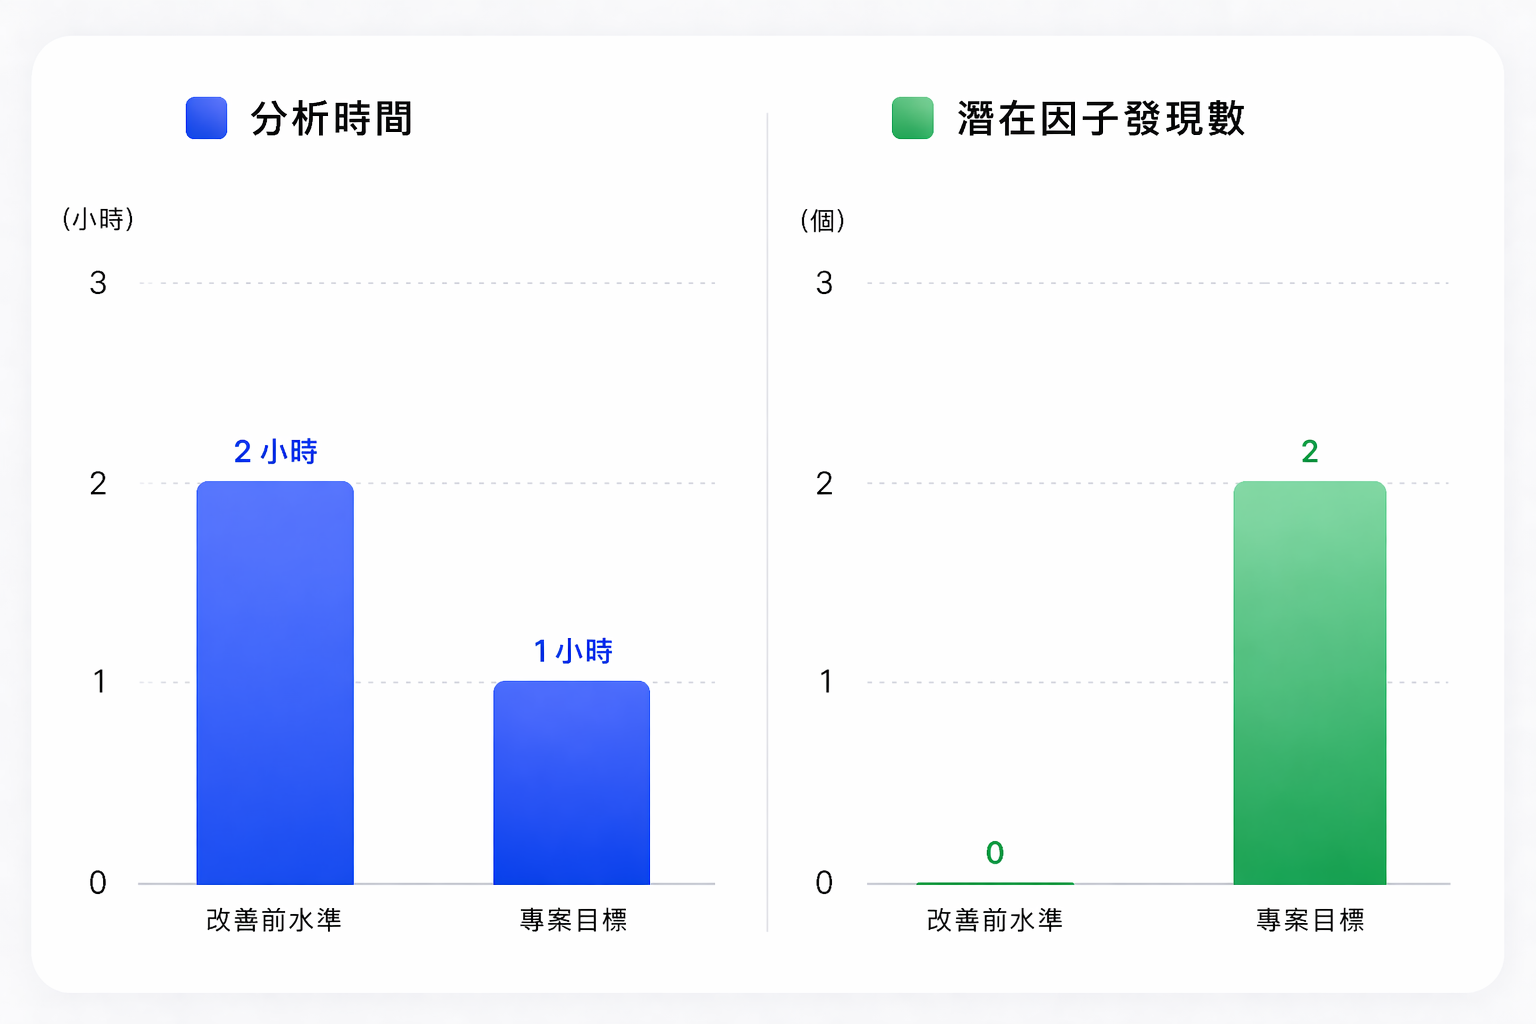 分析時間
(小時)
3
2 小時
2
1 小時
1
0
改善前水準
專案目標
潛在因子發現數
(個)
3
2
2
1
0
0
改善前水準
專案目標